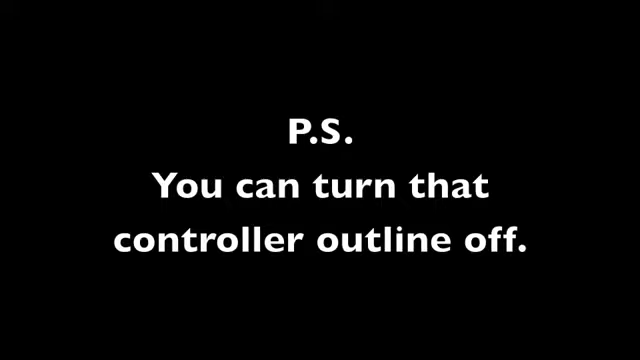 P.S.
You can turn that
controller outline off.